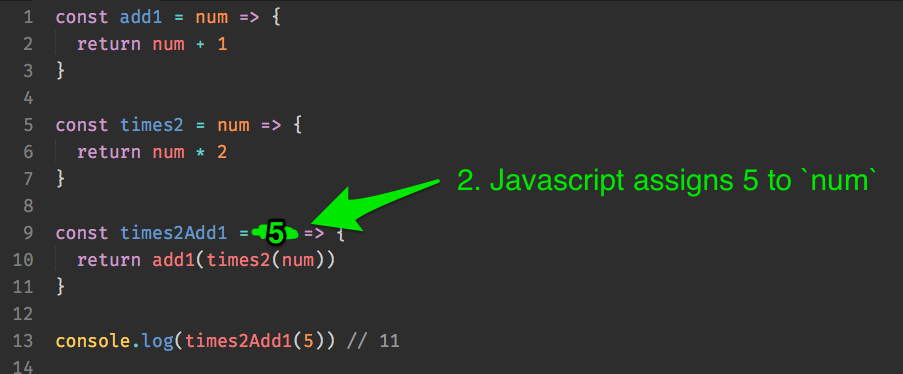 1 const add1 = num => {
2   return num + 1
3 }
4
5 const times2 = num => {
6   return num * 2
7 }
8
2. Javascript assigns 5 to `num`
9 const times2Add1 = 5 => {
10   return add1(times2(num))
11 }
12
13 console.log(times2Add1(5)) // 11
14